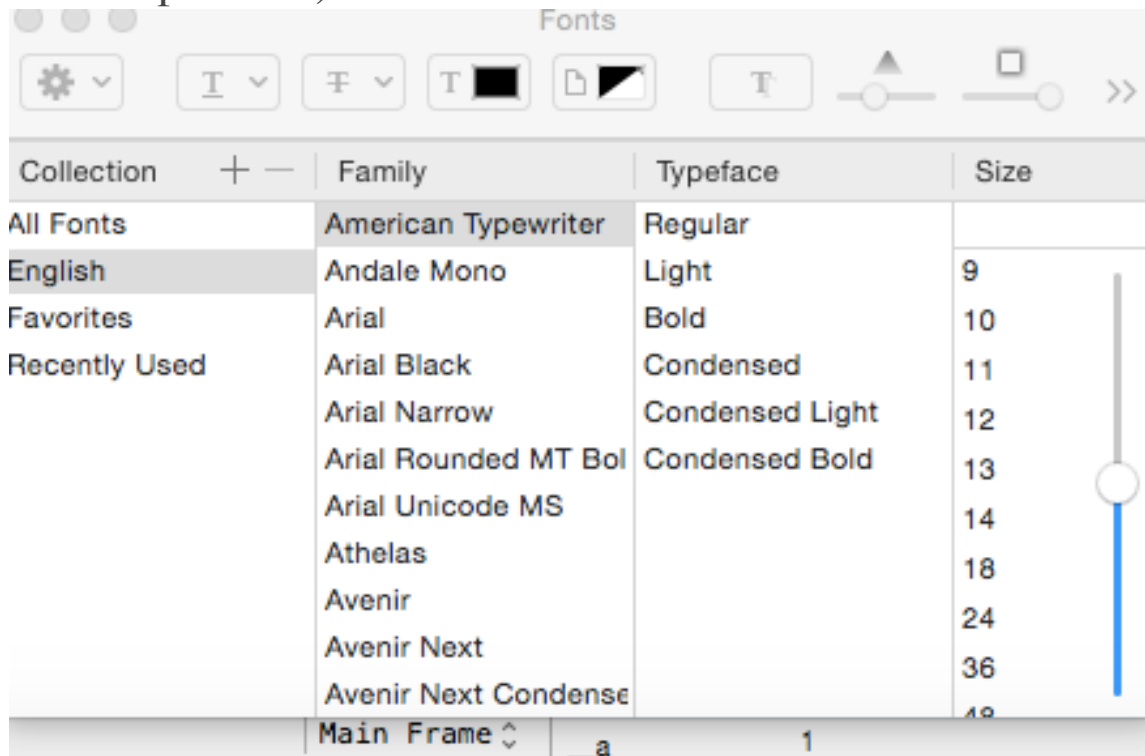 Fonts
Collection + − Family Typeface Size
All Fonts American Typewriter Regular
English Andale Mono Light 9
Favorites Arial Bold 10
Recently Used Arial Black Condensed 11
Arial Narrow Condensed Light 12
Arial Rounded MT Bol Condensed Bold 13
Arial Unicode MS 14
Athelas 18
Avenir 24
Avenir Next 36
Avenir Next Condense
Main Frame a 1